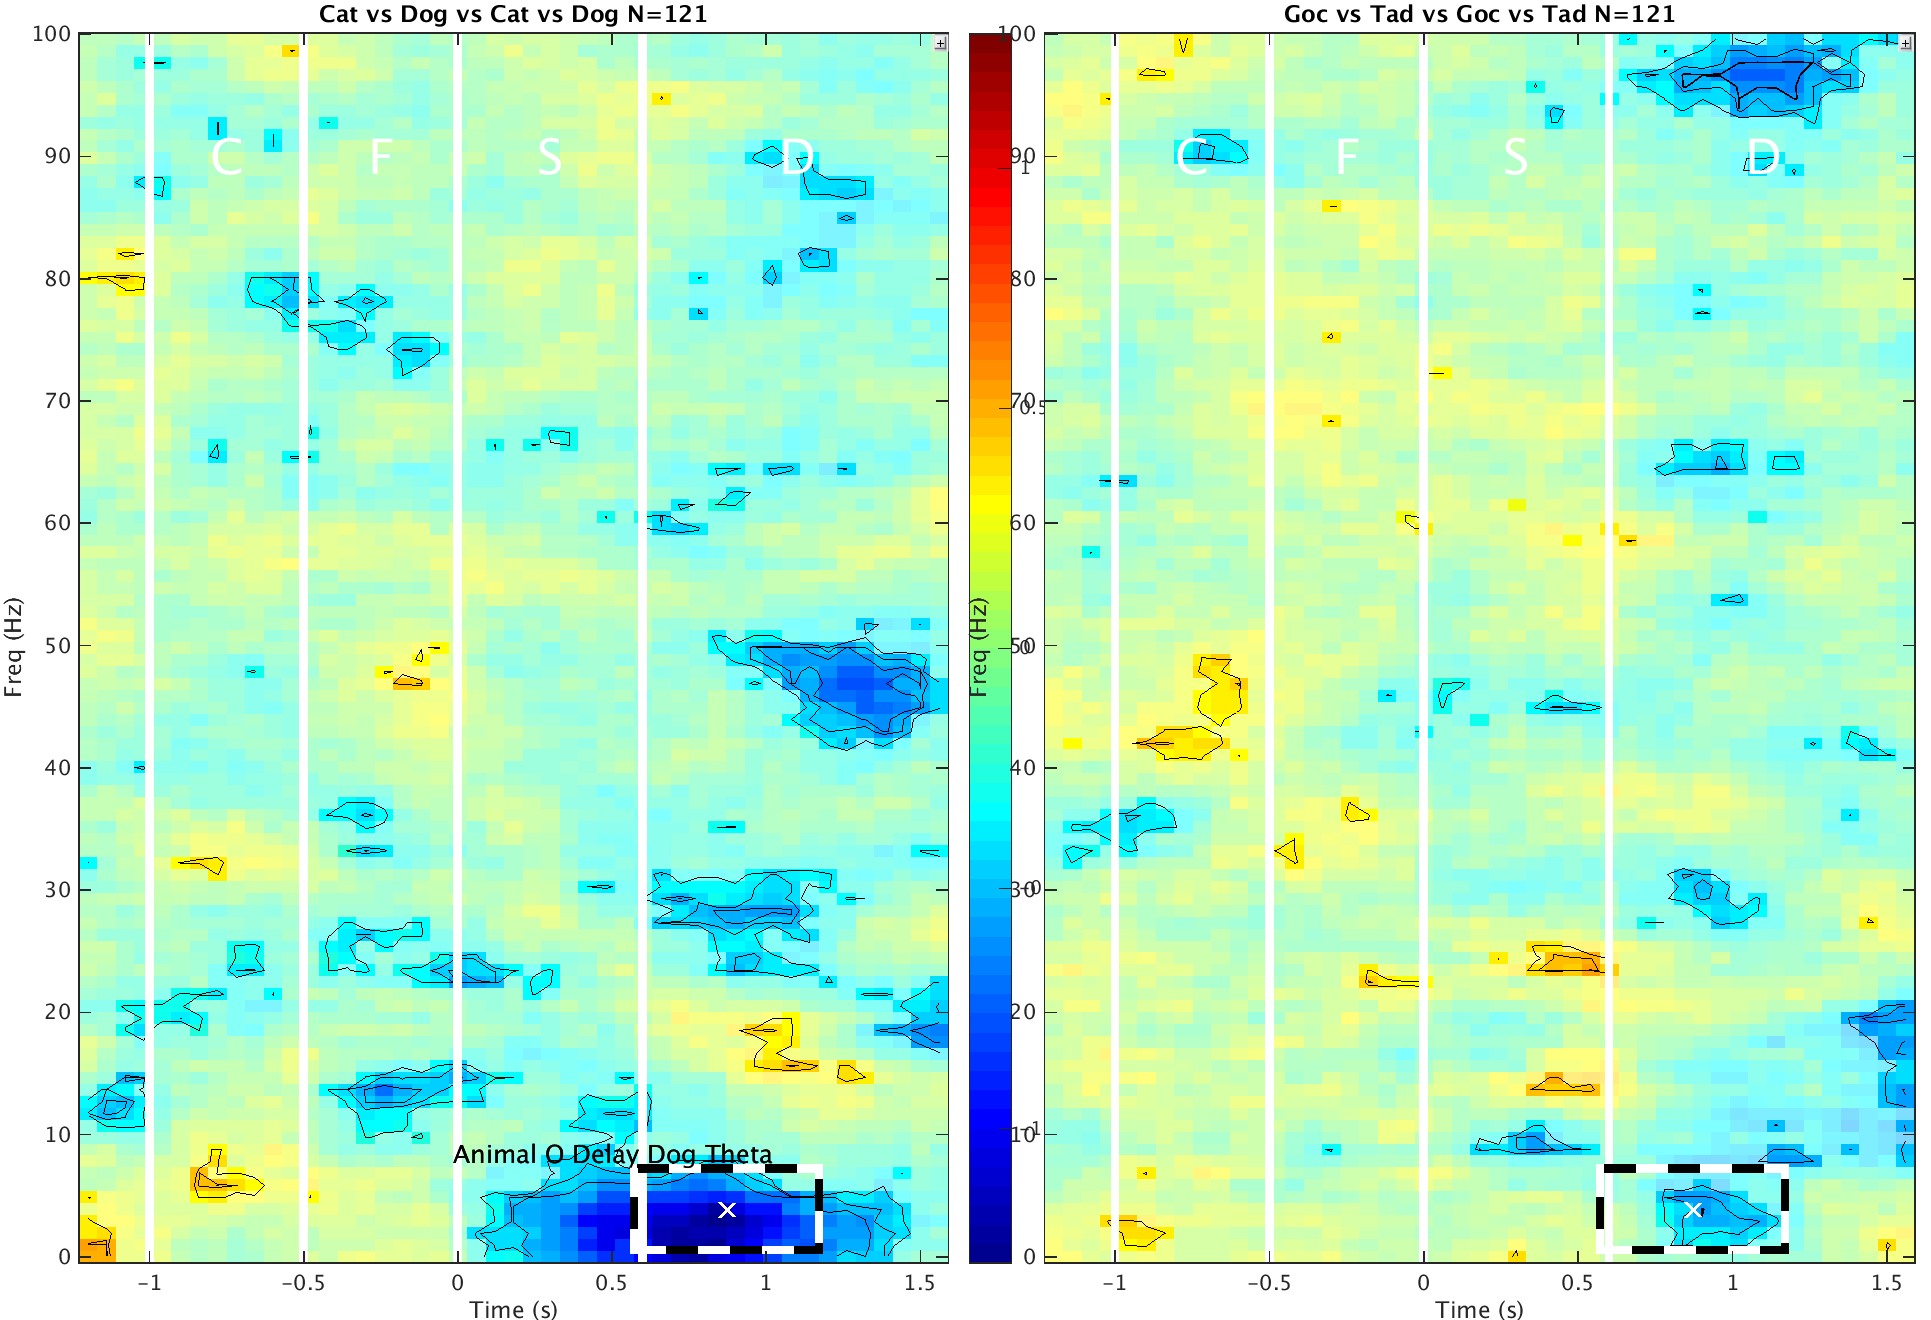 Cat vs Dog vs Cat vs Dog N=121
Goc vs Tad vs Goc vs Tad N=121
100
90
80
70
60
50
40
30
20
10
0
Freq (Hz)
C
F
S
D
Animal O Delay Dog Theta
x
-1
-0.5
0
0.5
1
1.5
Time (s)
1
0
100
90
80
70
60
50
40
30
20
10
0
Freq (Hz)
C
F
S
D
x
-1
-0.5
0
0.5
1
1.5
Time (s)